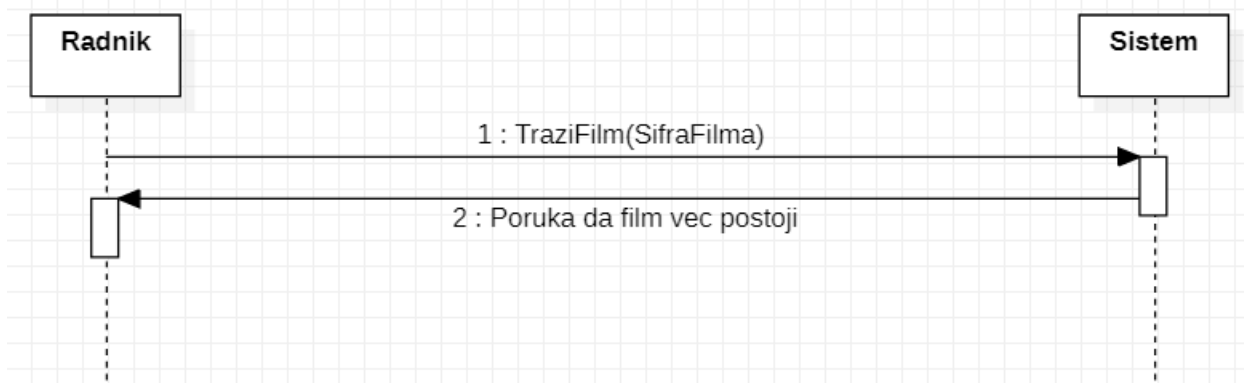 Radnik
Sistem
1 : TraziFilm(SifraFilma)
2 : Poruka da film vec postoji